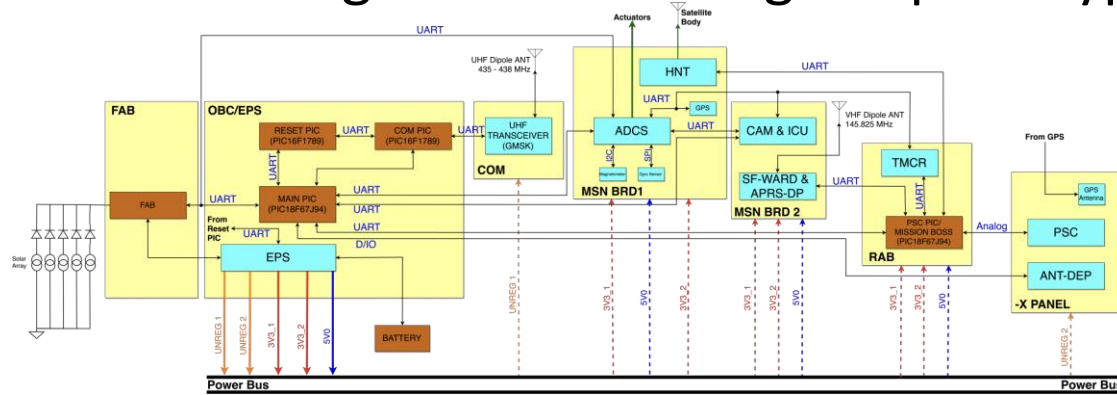 UART
Actuators
Satellite
Body
UHF Dipole ANT
435 - 438 MHz
HNT
UART
UART
GPS
FAB
OBC/EPS
RESET PIC
(PIC16F1789)
UART
COM PIC
(PIC16F1789)
UART
UHF
TRANSCEIVER
(GMSK)
COM
ADCS
UART
CAM & ICU
VHF Dipole ANT
145.825 MHz
I2C
SPI
Magnetometer
Gyro Sensor
MSN BRD1
SF-WARD &
APRS-DP
MSN BRD 2
UART
TMCR
UART
PSC PIC/
MISSION BOSS
(PIC18F67J94)
RAB
From GPS
GPS
Antenna
Analog
PSC
ANT-DEP
-X PANEL
FAB
UART
UART
MAIN PIC
(PIC18F67J94)
UART
UART
UART
D/IO
From
Reset
PIC
UART
EPS
Solar
Array
BATTERY
UNREG 1
UNREG 2
3V3_1
3V3_2
5V0
UNREG 1
3V3_1
5V0
3V3_2
3V3_1
3V3_2
5V0
3V3_1
3V3_2
5V0
UNREG 2
Power Bus
Power Bus